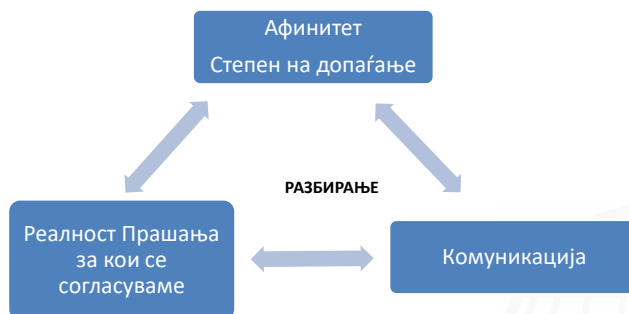 Афинитет
Степен на допаѓање
РАЗБИРАЊЕ
Реалност Прашања
за кои се
согласуваме
Комуникација